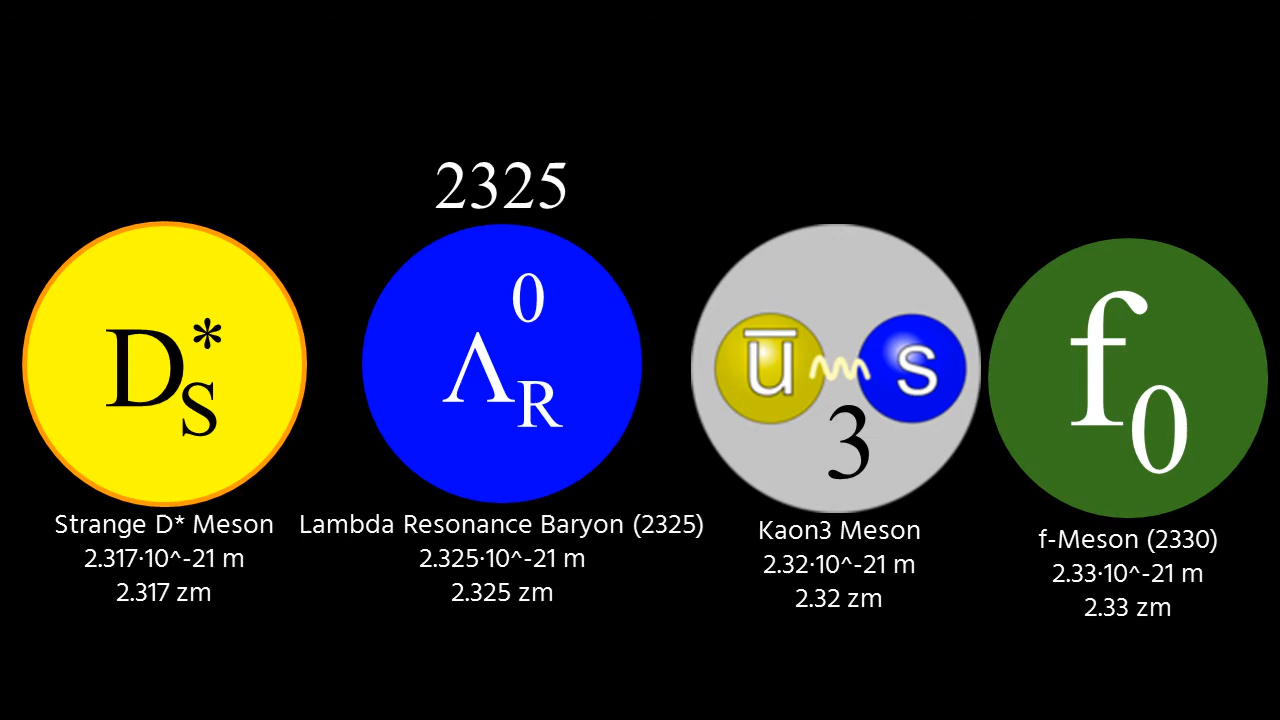 2325
D*S
Λ0R
u̅ s
3
f0
Strange D* Meson
2.317·10^-21 m
2.317 zm
Lambda Resonance Baryon (2325)
2.325·10^-21 m
2.325 zm
Kaon3 Meson
2.32·10^-21 m
2.32 zm
f-Meson (2330)
2.33·10^-21 m
2.33 zm